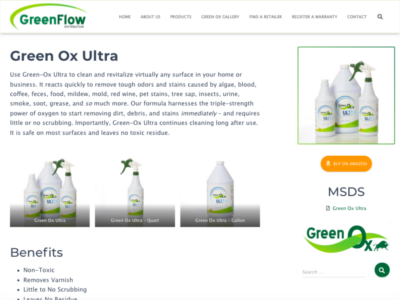 GreenFlow
HOME
ABOUT US
PRODUCTS
GREEN OX GALLERY
FIND A RETAILER
REGISTER A WARRANTY
CONTACT
Green Ox Ultra
Use Green-Ox Ultra to clean and revitalize virtually any surface in your home or
business. It reacts quickly to remove tough odors and stains caused by algae, blood,
coffee, feces, food, mildew, mold, red wine, pet stains, tree sap, insects, urine,
smoke, soot, grease, and so much more. Our formula harnesses the triple-strength
power of oxygen to start removing dirt, debris, and stains immediately – and requires
little or no scrubbing. Importantly, Green-Ox Ultra continues cleaning long after use.
It is safe on most surfaces and leaves no toxic residue.
Green Ox Ultra
Green Ox Ultra - Quart
Green Ox Ultra - Gallon
Benefits
Non-Toxic
Removes Varnish
Little to No Scrubbing
Leaves No Residue
BUY ON AMAZON
MSDS
Green Ox Ultra
Green Ox
Search …